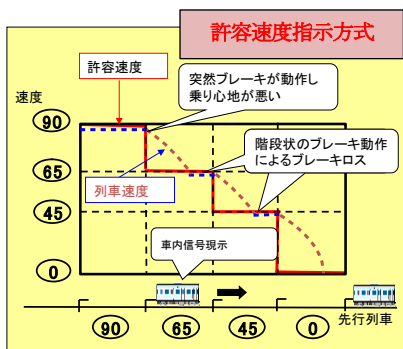 許容速度指示方式
許容速度
突然ブレーキが動作し
乗り心地が悪い
速度
90
階段状のブレーキ動作
によるブレーキロス
65
列車速度
45
車内信号現示
0
90
65
45
0
先行列車